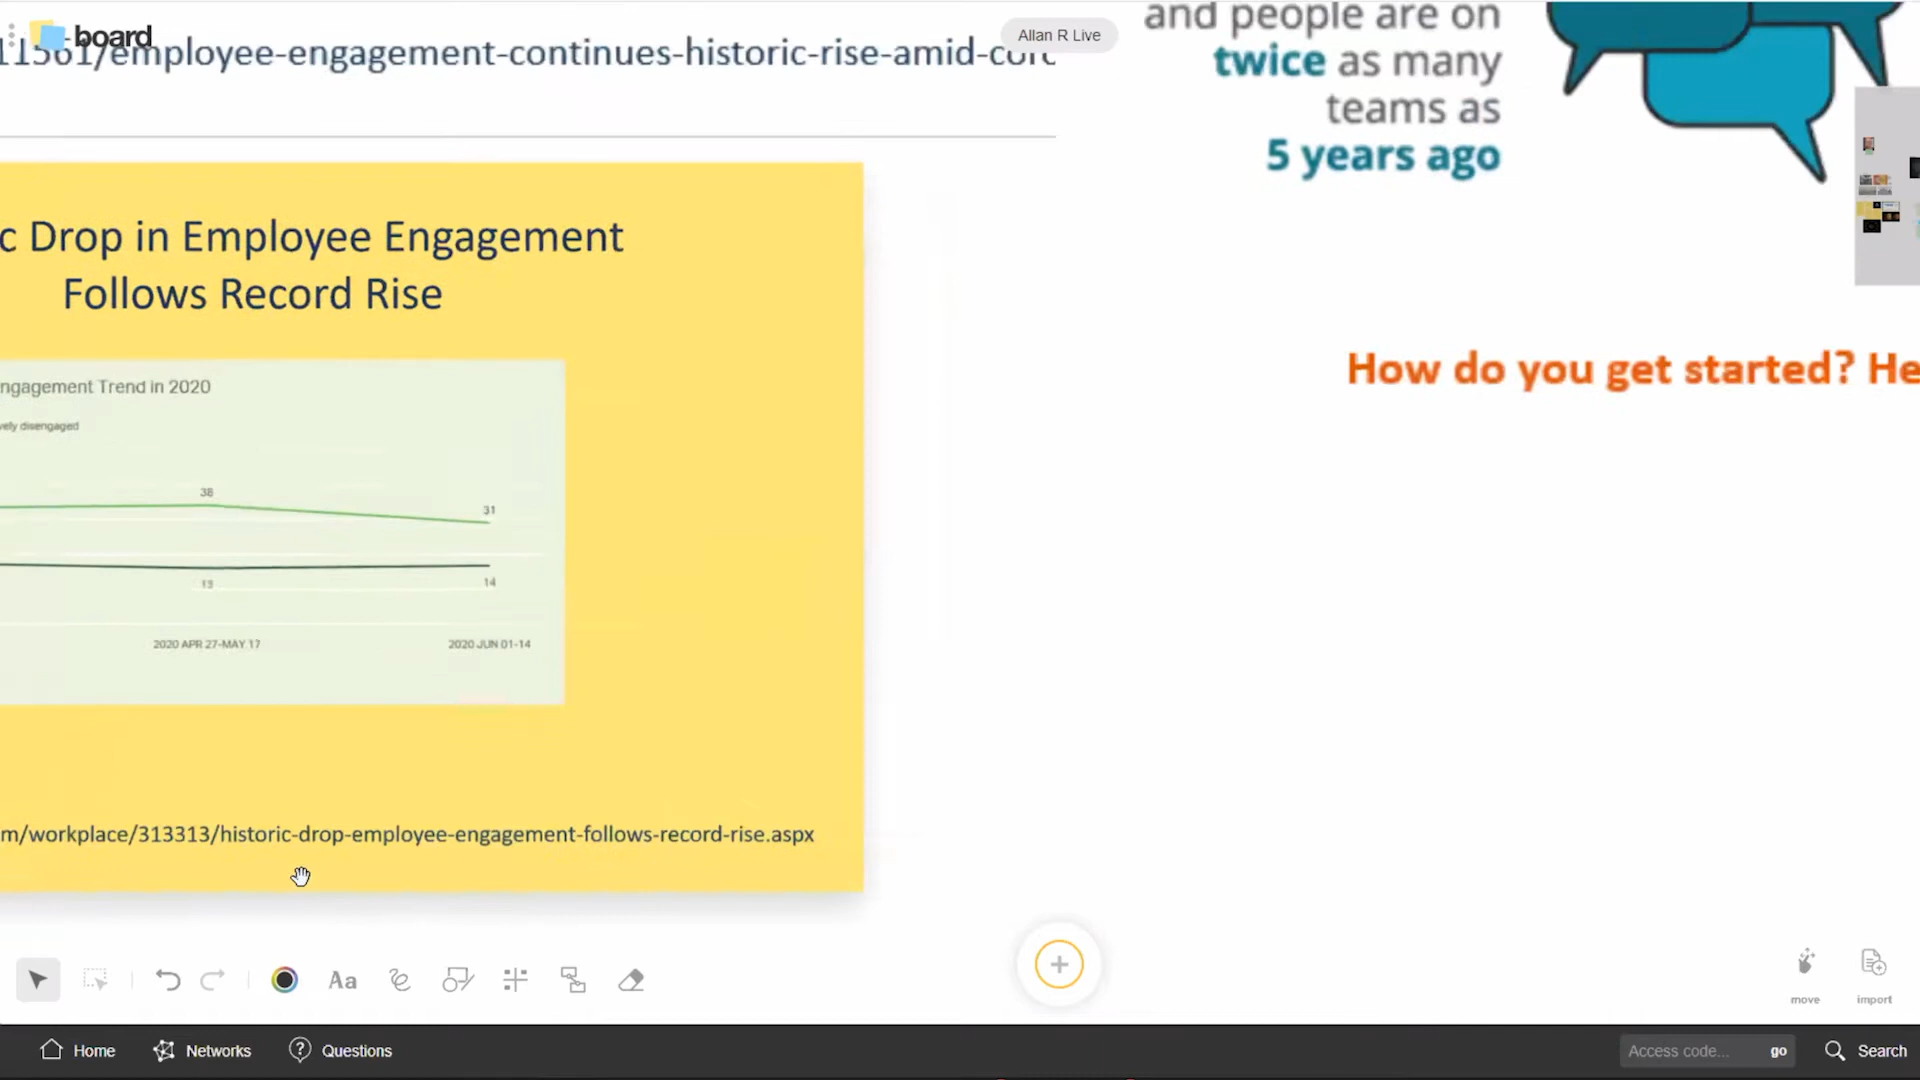 board
Allan R Live
11561/employee-engagement-continues-historic-rise-amid-
and people are on
twice as many
teams as
5 years ago
c Drop in Employee Engagement
Follows Record Rise
ngagement Trend in 2020
vely disengaged
38
31
13
14
2020 APR 27-MAY 17
2020 JUN 01-14
m/workplace/313313/historic-drop-employee-engagement-follows-record-rise.aspx
How do you get started? He
Aa
move
import
Home
Networks
Questions
Access code...
go
Search